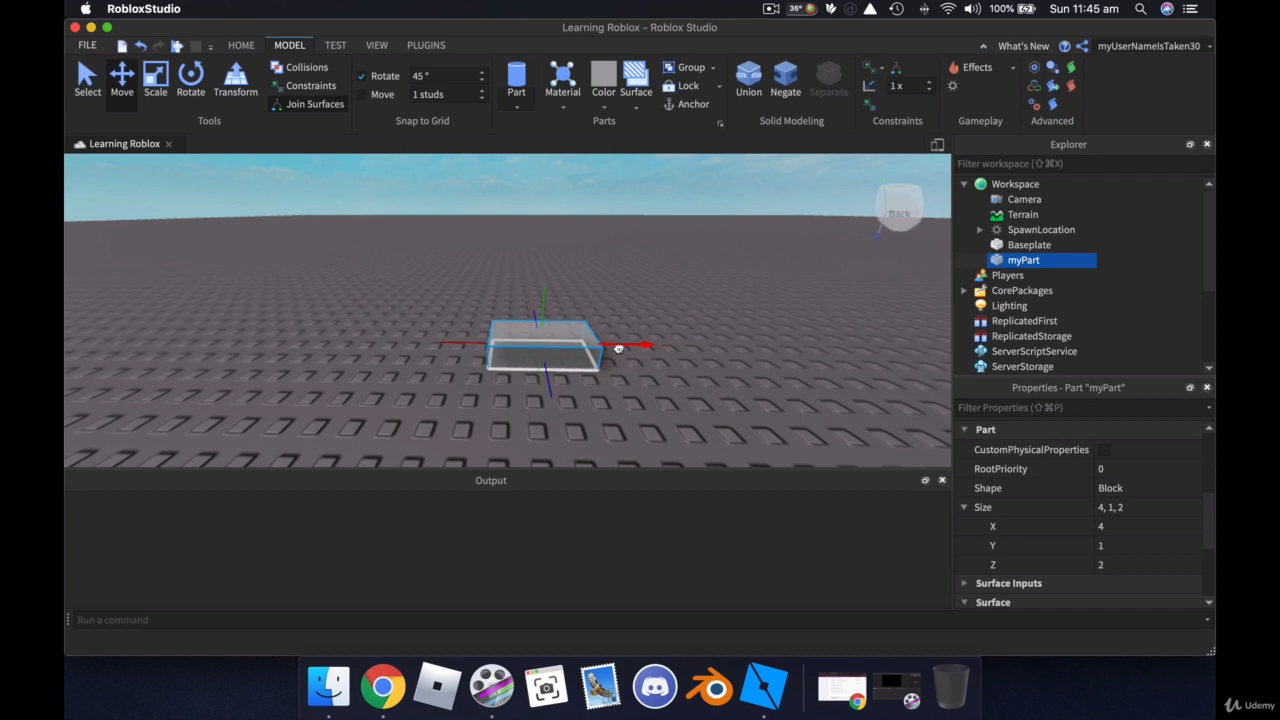 RobloxStudio
36°
100%
Sun 11:45 am
Learning Roblox - Roblox Studio
FILE
HOME
MODEL
TEST
VIEW
PLUGINS
What's New
myUserNameIsTaken30
Select
Move
Scale
Rotate
Transform
Tools
Collisions
Constraints
Join Surfaces
Rotate 45 °
Move 1 studs
Snap to Grid
Part
Material
Color
Surface
Group
Lock
Anchor
Parts
Union
Negate
Separate
Solid Modeling
1 x
Constraints
Effects
Gameplay
Advanced
Learning Roblox
Back
Explorer
Filter workspace (⇧⌘X)
Workspace
Camera
Terrain
SpawnLocation
Baseplate
myPart
Players
CorePackages
Lighting
ReplicatedFirst
ReplicatedStorage
ServerScriptService
ServerStorage
Properties - Part "myPart"
Filter Properties (⇧⌘P)
Part
CustomPhysicalProperties
RootPriority 0
Shape Block
Size 4, 1, 2
X 4
Y 1
Z 2
Surface Inputs
Surface
Output
Run a command
Udemy